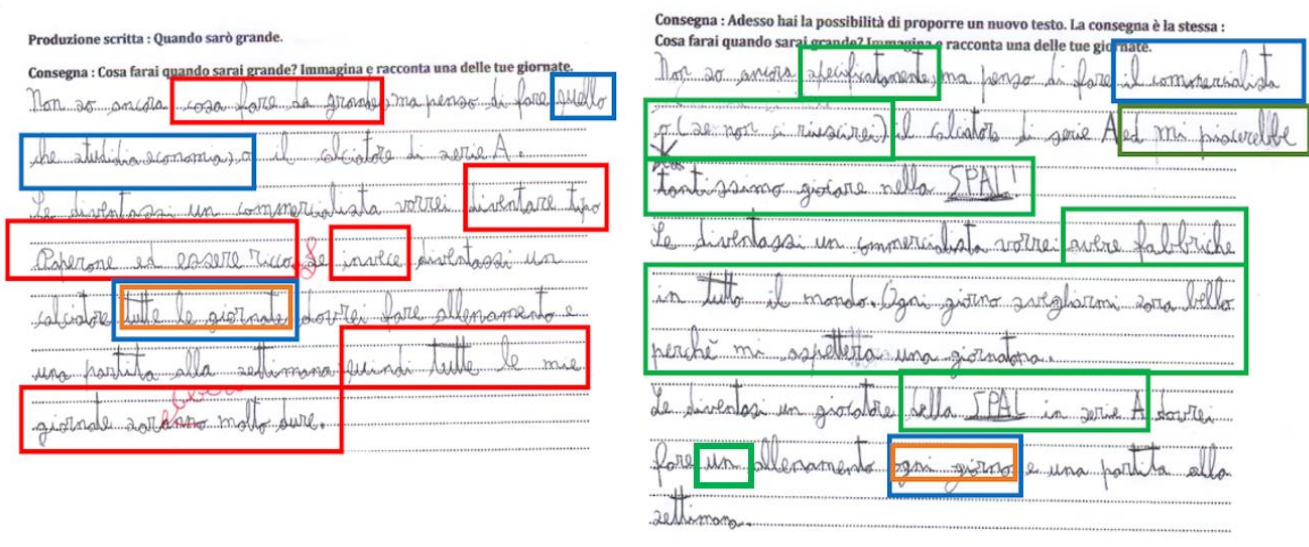 Produzione scritta : Quando sarò grande.
Consegna : Cosa farai quando sarai grande? Immagina e racconta una delle tue giornate.
Non so ancora cosa fare da grande, ma penso di fare quello
che studidia economia), o il calciatore di serie A.
Se diventassi un commercialista vorrei diventare tipo
Paperone ed essere ricco. Se invece diventassi un
calciatore tutte le giornate dovrei fare allenamento e
una partita alla settimana quindi tutte le mie
giornate saranno molto dure.
Consegna : Adesso hai la possibilità di proporre un nuovo testo. La consegna è la stessa :
Cosa farai quando sarai grande? Immagina e racconta una delle tue giornate.
Non so ancora specificatamente, ma penso di fare il commercialista
o (se non ci riuscirei) il calciatore di serie A ed mi piacerebbe
tantissimo giocare nella SPAL!
Se diventassi un commercialista vorrei avere fabbriche
in tutto il mondo. Ogni giorno svegliarmi sara bello
perchè mi aspetterà una giornatona.
Se diventasi un giocatore della SPAL in serie A dovrei
fare un allenamento ogni giorno e una partita alla
settimana.